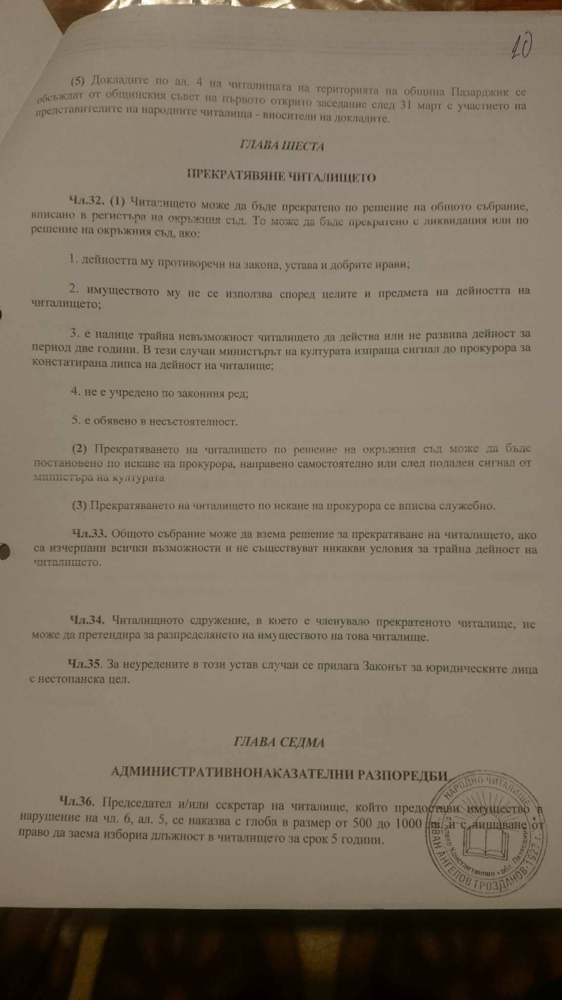 10
(5) Докладите по ал. 4 на читалищата на територията на община Пазарджик се
обсъждат от общинския съвет на първото открито заседание след 31 март с участието на
представителите на народните читалища - вносители на докладите.
ГЛАВА ШЕСТА
ПРЕКРАТЯВЯНЕ ЧИТАЛИЩЕТО
Чл.32. (1) Читалището може да бъде прекратено по решение на общото събрание,
вписано в регистъра на окръжния съд. То може да бъде прекратено с ликвидация или по
решение на окръжния съд, ако:
1. дейността му противоречи на закона, устава и добрите нрави;
2. имуществото му не се използва според целите и предмета на дейността на
читалището;
3. е налице трайна невъзможност читалището да действа или не развива дейност за
период две години. В тези случаи министърът на културата изпраща сигнал до прокурора за
констатирана липса на дейност на читалище;
4. не е учредено по законния ред;
5. е обявено в несъстоятелност.
(2) Прекратяването на читалището по решение на окръжния съд може да бъде
постановено по искане на прокурора, направено самостоятелно или след подаден сигнал от
министъра на културата
(3) Прекратяването на читалището по искане на прокурора се вписва служебно.
Чл.33. Общото събрание може да взема решение за прекратяване на читалището, ако
са изчерпани всички възможности и не съществуват никакви условия за трайна дейност на
читалището.
Чл.34. Читалищното сдружение, в което е членувало прекратеното читалище, не
може да претендира за разпределянето на имуществото на това читалище.
Чл.35. За неуредените в този устав случаи се прилага Законът за юридическите лица
с нестопанска цел.
ГЛАВА СЕДМА
АДМИНИСТРАТИВНОНАКАЗАТЕЛНИ РАЗПОРЕДБИ
Чл.36. Председател и/или секретар на читалище, който предостави имущество в
нарушение на чл. 6, ал. 5, се наказва с глоба в размер от 500 до 1000 лв. и с лишаване от
право да заема изборна длъжност в читалището за срок 5 години.
НАРОДНО ЧИТАЛИЩЕ
"ИВАН АНГЕЛОВ ГРОЗДАНОВ-1927 г."
с. Алеко Константиново • обл. Пазарджик